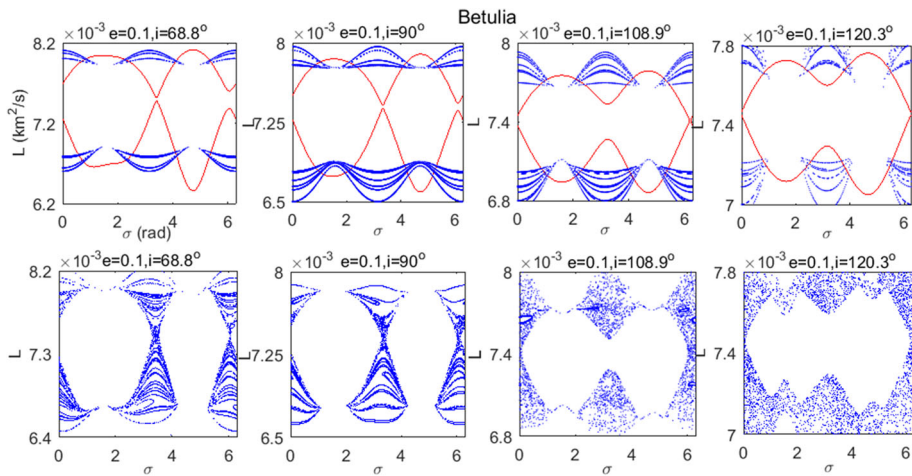 Betulia
×10⁻³ e=0.1,i=68.8°
×10⁻³ e=0.1,i=90°
×10⁻³ e=0.1,i=108.9°
×10⁻³ e=0.1,i=120.3°
8.2 8 8 7.8
L (km²/s) 7.2 L 7.25 L 7.4 L 7.4
6.2 6.5 6.8 7
0 2 4 6 0 2 4 6 0 2 4 6 0 2 4 6
σ (rad) σ σ σ
×10⁻³ e=0.1,i=68.8°
×10⁻³ e=0.1,i=90°
×10⁻³ e=0.1,i=108.9°
×10⁻³ e=0.1,i=120.3°
8.2 8 8 7.8
L 7.3 L 7.25 L 7.4 L 7.4
6.4 6.5 6.8 7
0 2 4 6 0 2 4 6 0 2 4 6 0 2 4 6
σ σ σ σ